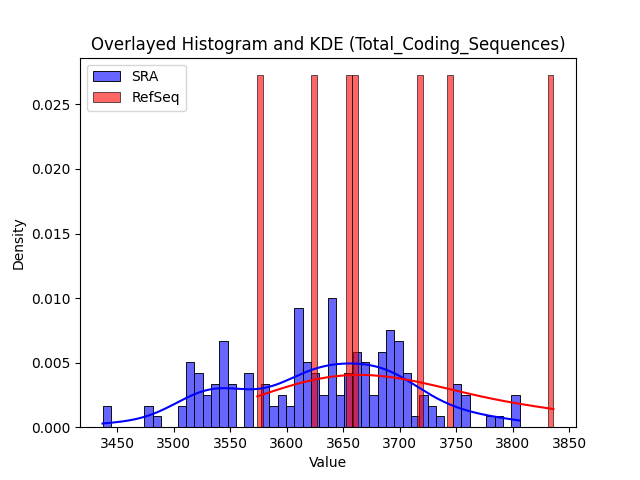 Overlayed Histogram and KDE (Total_Coding_Sequences)
SRA
RefSeq
0.025
0.020
0.015
0.010
0.005
0.000
Density
3450 3500 3550 3600 3650 3700 3750 3800 3850
Value